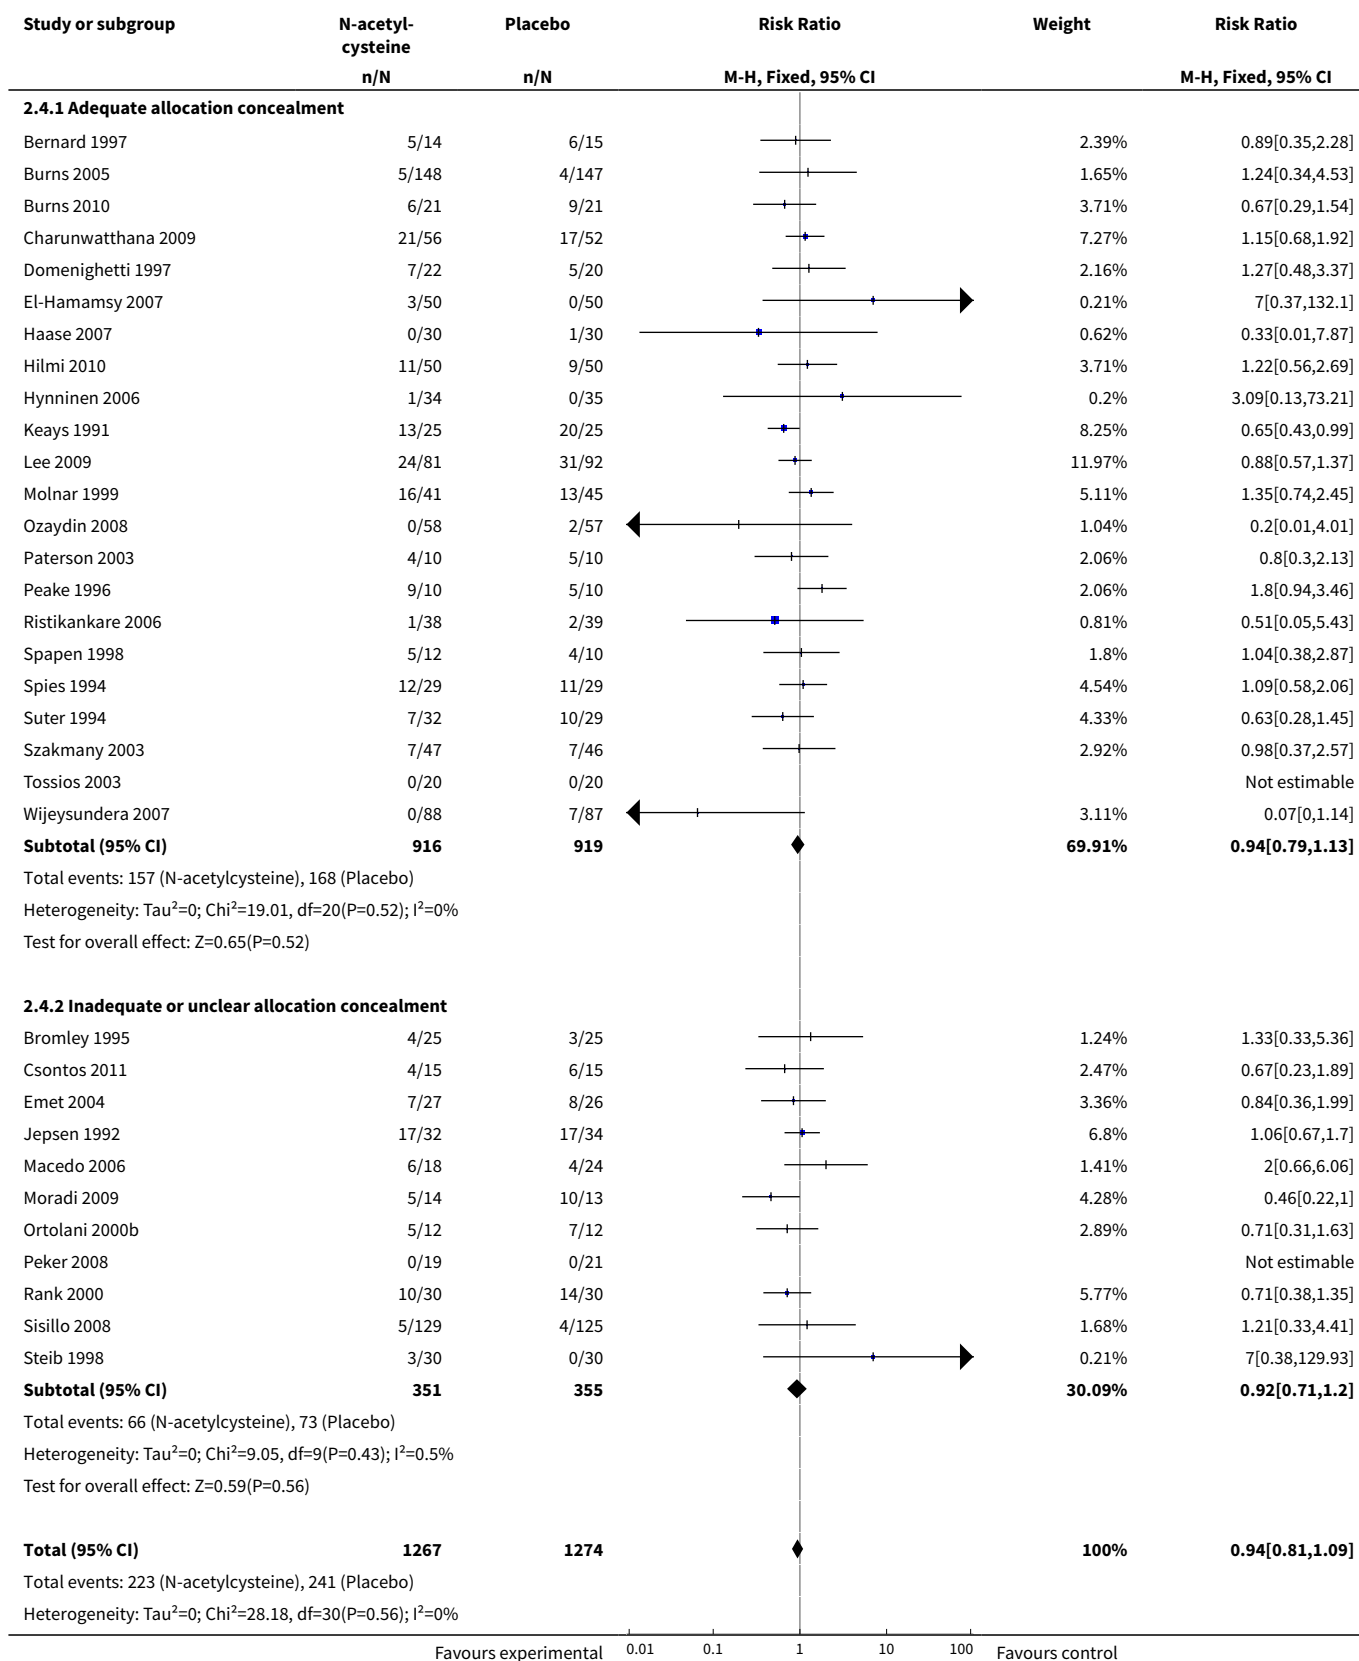 Study or subgroup N-acetyl-cysteine Placebo Risk Ratio Weight Risk Ratio
n/N n/N M-H, Fixed, 95% CI M-H, Fixed, 95% CI
2.4.1 Adequate allocation concealment
Bernard 1997 5/14 6/15 2.39% 0.89[0.35,2.28]
Burns 2005 5/148 4/147 1.65% 1.24[0.34,4.53]
Burns 2010 6/21 9/21 3.71% 0.67[0.29,1.54]
Charunwatthana 2009 21/56 17/52 7.27% 1.15[0.68,1.92]
Domenighetti 1997 7/22 5/20 2.16% 1.27[0.48,3.37]
El-Hamamsy 2007 3/50 0/50 0.21% 7[0.37,132.1]
Haase 2007 0/30 1/30 0.62% 0.33[0.01,7.87]
Hilmi 2010 11/50 9/50 3.71% 1.22[0.56,2.69]
Hynninen 2006 1/34 0/35 0.2% 3.09[0.13,73.21]
Keays 1991 13/25 20/25 8.25% 0.65[0.43,0.99]
Lee 2009 24/81 31/92 11.97% 0.88[0.57,1.37]
Molnar 1999 16/41 13/45 5.11% 1.35[0.74,2.45]
Ozaydin 2008 0/58 2/57 1.04% 0.2[0.01,4.01]
Paterson 2003 4/10 5/10 2.06% 0.8[0.3,2.13]
Peake 1996 9/10 5/10 2.06% 1.8[0.94,3.46]
Ristikankare 2006 1/38 2/39 0.81% 0.51[0.05,5.43]
Spapen 1998 5/12 4/10 1.8% 1.04[0.38,2.87]
Spies 1994 12/29 11/29 4.54% 1.09[0.58,2.06]
Suter 1994 7/32 10/29 4.33% 0.63[0.28,1.45]
Szakmany 2003 7/47 7/46 2.92% 0.98[0.37,2.57]
Tossios 2003 0/20 0/20 Not estimable
Wijeysundera 2007 0/88 7/87 3.11% 0.07[0,1.14]
Subtotal (95% CI) 916 919 69.91% 0.94[0.79,1.13]
Total events: 157 (N-acetylcysteine), 168 (Placebo)
Heterogeneity: Tau²=0; Chi²=19.01, df=20(P=0.52); I²=0%
Test for overall effect: Z=0.65(P=0.52)
2.4.2 Inadequate or unclear allocation concealment
Bromley 1995 4/25 3/25 1.24% 1.33[0.33,5.36]
Csontos 2011 4/15 6/15 2.47% 0.67[0.23,1.89]
Emet 2004 7/27 8/26 3.36% 0.84[0.36,1.99]
Jepsen 1992 17/32 17/34 6.8% 1.06[0.67,1.7]
Macedo 2006 6/18 4/24 1.41% 2[0.66,6.06]
Moradi 2009 5/14 10/13 4.28% 0.46[0.22,1]
Ortolani 2000b 5/12 7/12 2.89% 0.71[0.31,1.63]
Peker 2008 0/19 0/21 Not estimable
Rank 2000 10/30 14/30 5.77% 0.71[0.38,1.35]
Sisillo 2008 5/129 4/125 1.68% 1.21[0.33,4.41]
Steib 1998 3/30 0/30 0.21% 7[0.38,129.93]
Subtotal (95% CI) 351 355 30.09% 0.92[0.71,1.2]
Total events: 66 (N-acetylcysteine), 73 (Placebo)
Heterogeneity: Tau²=0; Chi²=9.05, df=9(P=0.43); I²=0.5%
Test for overall effect: Z=0.59(P=0.56)
Total (95% CI) 1267 1274 100% 0.94[0.81,1.09]
Total events: 223 (N-acetylcysteine), 241 (Placebo)
Heterogeneity: Tau²=0; Chi²=28.18, df=30(P=0.56); I²=0%
Favours experimental 0.01 0.1 1 10 100 Favours control